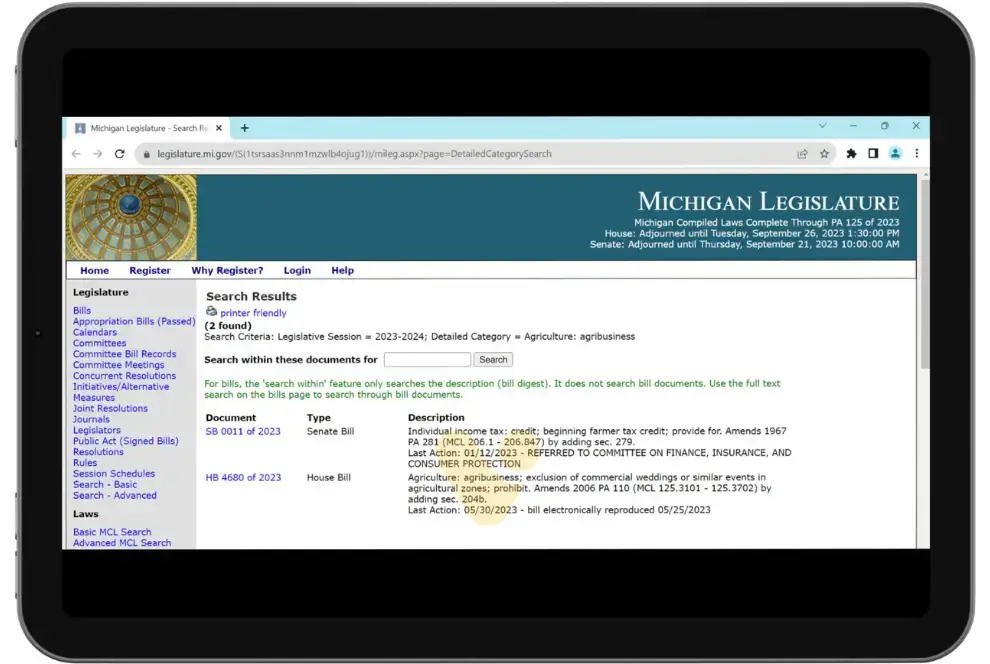 Michigan Legislature - Search Re
legislature.mi.gov/(S(1tsrsaas3nnm1mzwlb4ojug1))/mileg.aspx?page=DetailedCategorySearch
MICHIGAN LEGISLATURE
Michigan Compiled Laws Complete Through PA 125 of 2023
House: Adjourned until Tuesday, September 26, 2023 1:30:00 PM
Senate: Adjourned until Thursday, September 21, 2023 10:00:00 AM
Home Register Why Register? Login Help
Legislature
Bills
Appropriation Bills (Passed)
Calendars
Committees
Committee Bill Records
Committee Meetings
Concurrent Resolutions
Initiatives/Alternative
Measures
Joint Resolutions
Journals
Legislators
Public Act (Signed Bills)
Resolutions
Rules
Session Schedules
Search - Basic
Search - Advanced
Laws
Basic MCL Search
Advanced MCL Search
Search Results
printer friendly
(2 found)
Search Criteria: Legislative Session = 2023-2024; Detailed Category = Agriculture: agribusiness
Search within these documents for Search
For bills, the 'search within' feature only searches the description (bill digest). It does not search bill documents. Use the full text
search on the bills page to search through bill documents.
Document Type Description
SB 0011 of 2023 Senate Bill Individual income tax: credit; beginning farmer tax credit; provide for. Amends 1967
PA 281 (MCL 206.1 - 206.847) by adding sec. 279.
Last Action: 01/12/2023 - REFERRED TO COMMITTEE ON FINANCE, INSURANCE, AND
CONSUMER PROTECTION
HB 4680 of 2023 House Bill Agriculture: agribusiness; exclusion of commercial weddings or similar events in
agricultural zones; prohibit. Amends 2006 PA 110 (MCL 125.3101 - 125.3702) by
adding sec. 204b.
Last Action: 05/30/2023 - bill electronically reproduced 05/25/2023